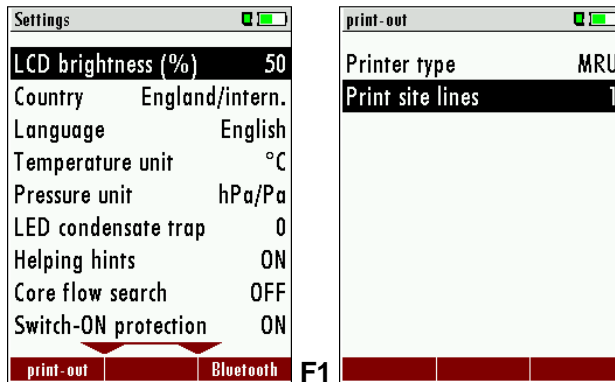 Settings
LCD brightness (%) 50
Country England/intern.
Language English
Temperature unit °C
Pressure unit hPa/Pa
LED condensate trap 0
Helping hints ON
Core flow search OFF
Switch-ON protection ON
print-out Bluetooth
F1
print-out
Printer type MRU
Print site lines